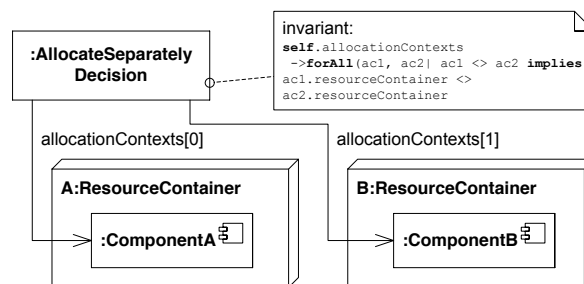 :AllocateSeparately
Decision
invariant:
self.allocationContexts
->forAll(ac1, ac2| ac1 <> ac2 implies
ac1.resourceContainer <>
ac2.resourceContainer
allocationContexts[0]
allocationContexts[1]
A:ResourceContainer
B:ResourceContainer
:ComponentA
:ComponentB